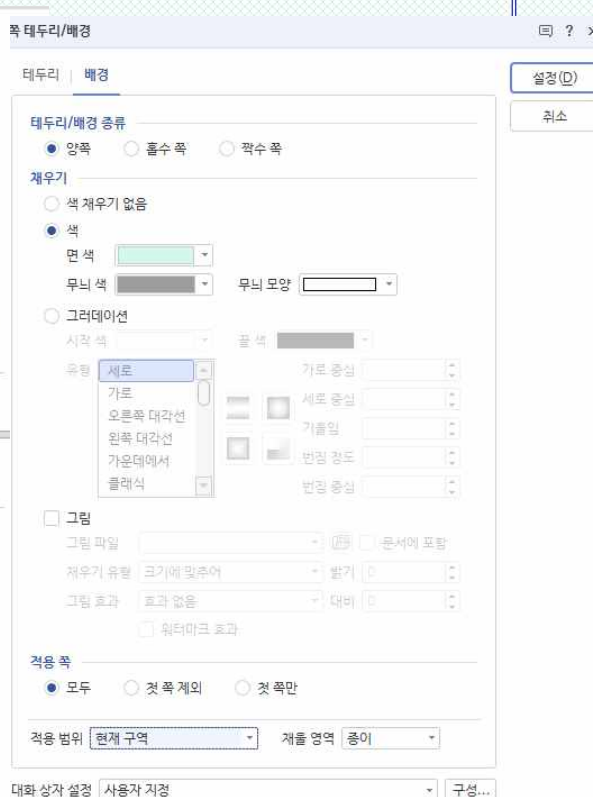 쪽 테두리/배경 ? ×
테두리 | 배경
설정(D)
취소
테두리/배경 종류
양쪽 홀수 쪽 짝수 쪽
채우기
색 채우기 없음
색
면 색
무늬 색 무늬 모양
그러데이션
시작 색 끝 색
유형 세로 가로 중심
가로 세로 중심
오른쪽 대각선 기울임
왼쪽 대각선
가운데에서 번짐 정도
클래식 번짐 중심
그림
그림 파일 문서에 포함
채우기 유형 크기에 맞추어 밝기 0
그림 효과 효과 없음 대비 0
워터마크 효과
적용 쪽
모두 첫 쪽 제외 첫 쪽만
적용 범위 현재 구역 채울 영역 종이
대화 상자 설정 사용자 지정 구성...